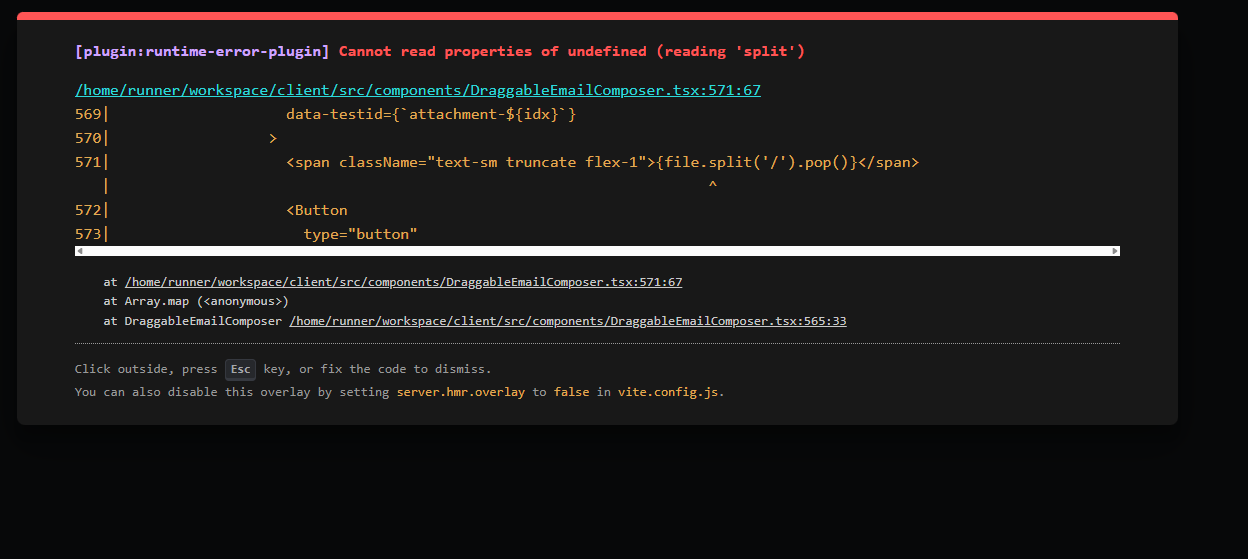 [plugin:runtime-error-plugin] Cannot read properties of undefined (reading 'split')
/home/runner/workspace/client/src/components/DraggableEmailComposer.tsx:571:67
569|                    data-testid={`attachment-${idx}`}
570|                  >
571|                    <span className="text-sm truncate flex-1">{file.split('/').pop()}</span>
   |                                                                    ^
572|                    <Button
573|                      type="button"
at /home/runner/workspace/client/src/components/DraggableEmailComposer.tsx:571:67
at Array.map (<anonymous>)
at DraggableEmailComposer /home/runner/workspace/client/src/components/DraggableEmailComposer.tsx:565:33
Click outside, press Esc key, or fix the code to dismiss.
You can also disable this overlay by setting server.hmr.overlay to false in vite.config.js.